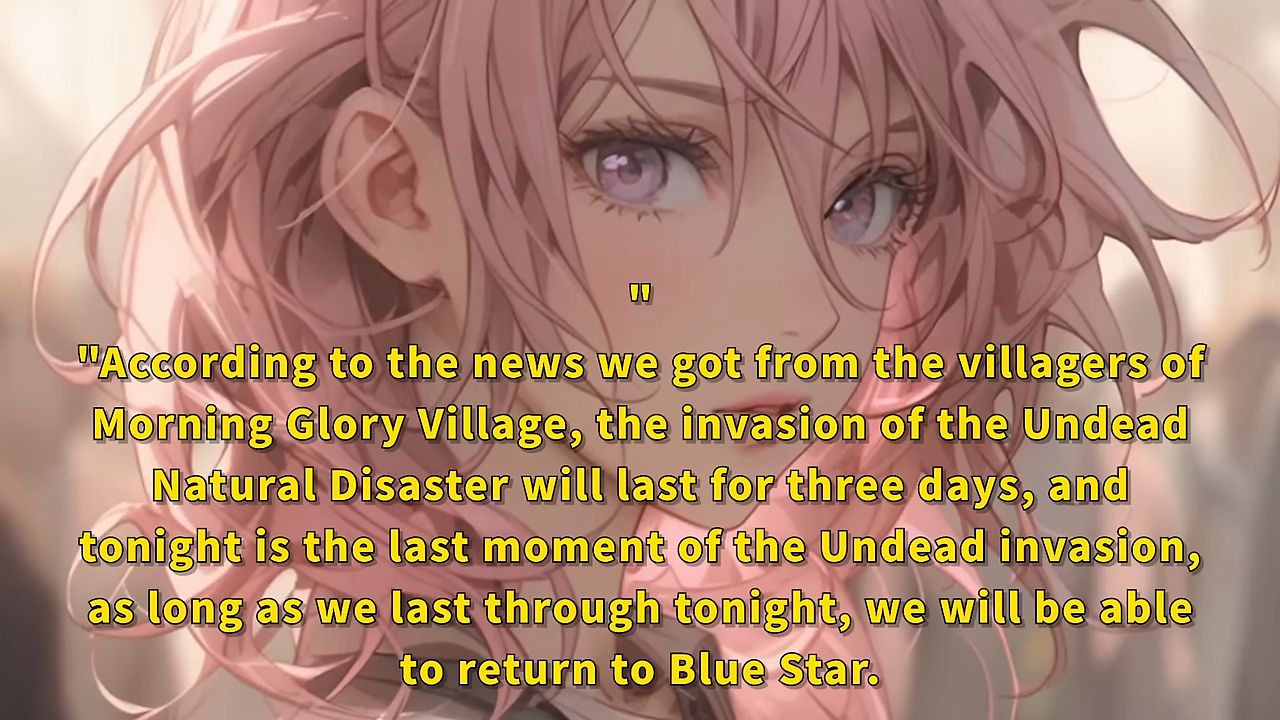 "
"According to the news we got from the villagers of
Morning Glory Village, the invasion of the Undead
Natural Disaster will last for three days, and
tonight is the last moment of the Undead invasion,
as long as we last through tonight, we will be able
to return to Blue Star.